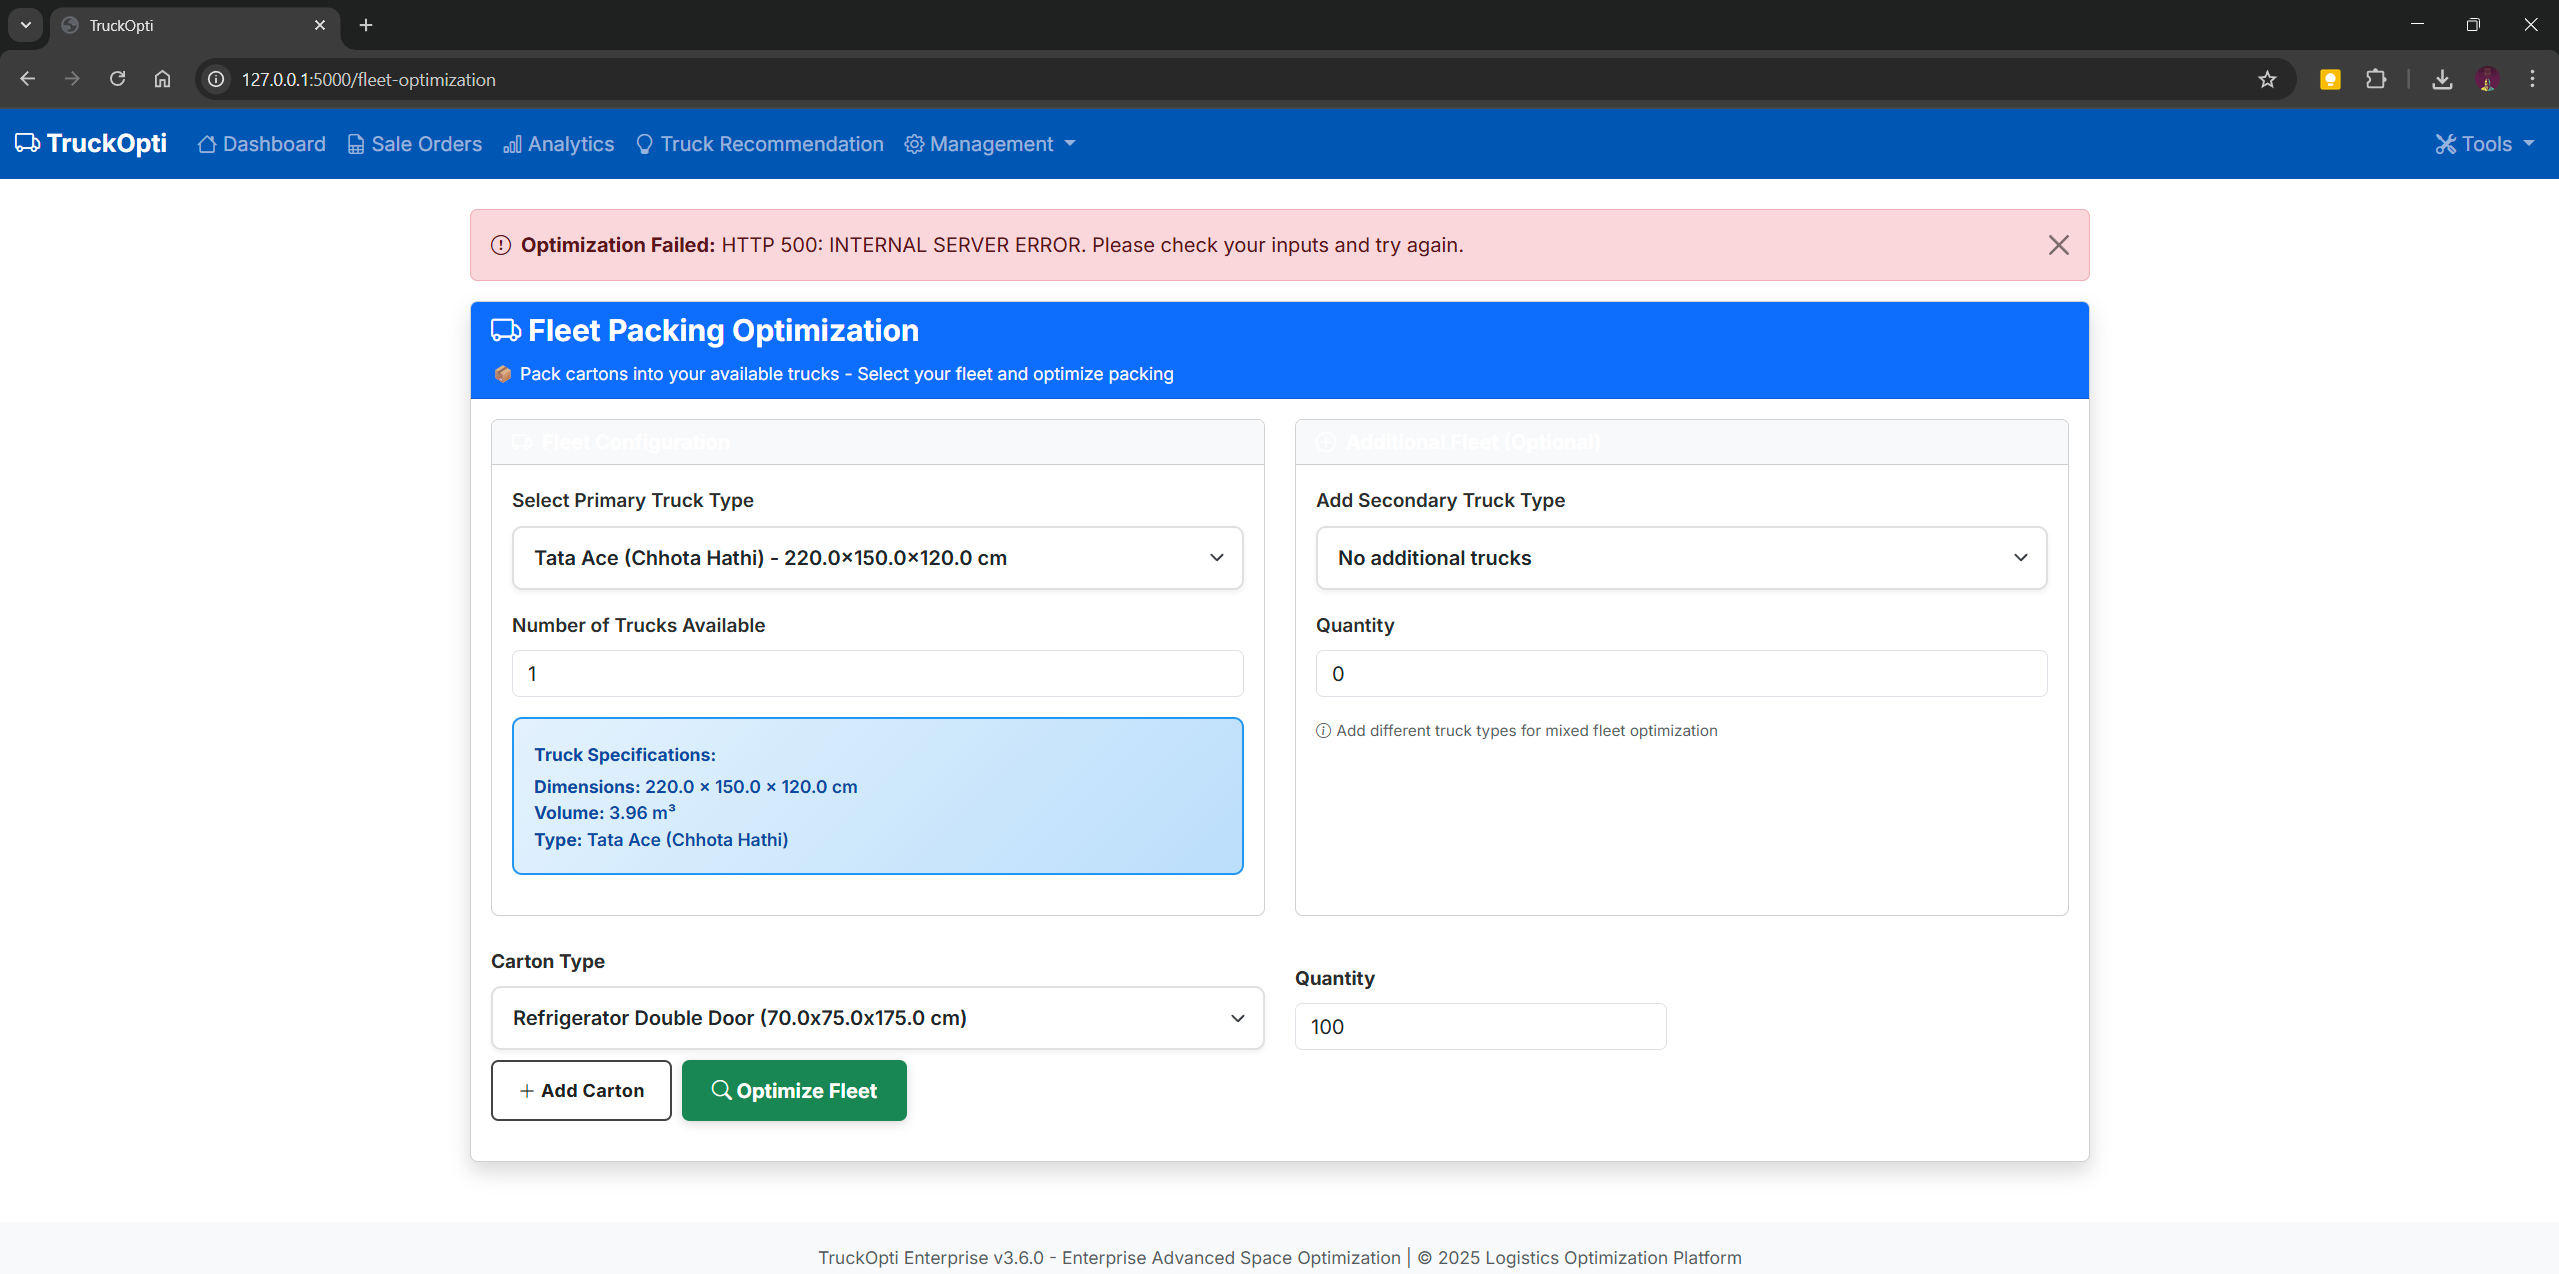 TruckOpti
127.0.0.1:5000/fleet-optimization
TruckOpti Dashboard Sale Orders Analytics Truck Recommendation Management Tools
Optimization Failed: HTTP 500: INTERNAL SERVER ERROR. Please check your inputs and try again.
Fleet Packing Optimization
Pack cartons into your available trucks - Select your fleet and optimize packing
Fleet Configuration
Select Primary Truck Type
Tata Ace (Chhota Hathi) - 220.0×150.0×120.0 cm
Number of Trucks Available
1
Truck Specifications:
Dimensions: 220.0 × 150.0 × 120.0 cm
Volume: 3.96 m³
Type: Tata Ace (Chhota Hathi)
Additional Fleet (Optional)
Add Secondary Truck Type
No additional trucks
Quantity
0
Add different truck types for mixed fleet optimization
Carton Type
Refrigerator Double Door (70.0x75.0x175.0 cm)
Quantity
100
+ Add Carton
Optimize Fleet
TruckOpti Enterprise v3.6.0 - Enterprise Advanced Space Optimization | © 2025 Logistics Optimization Platform